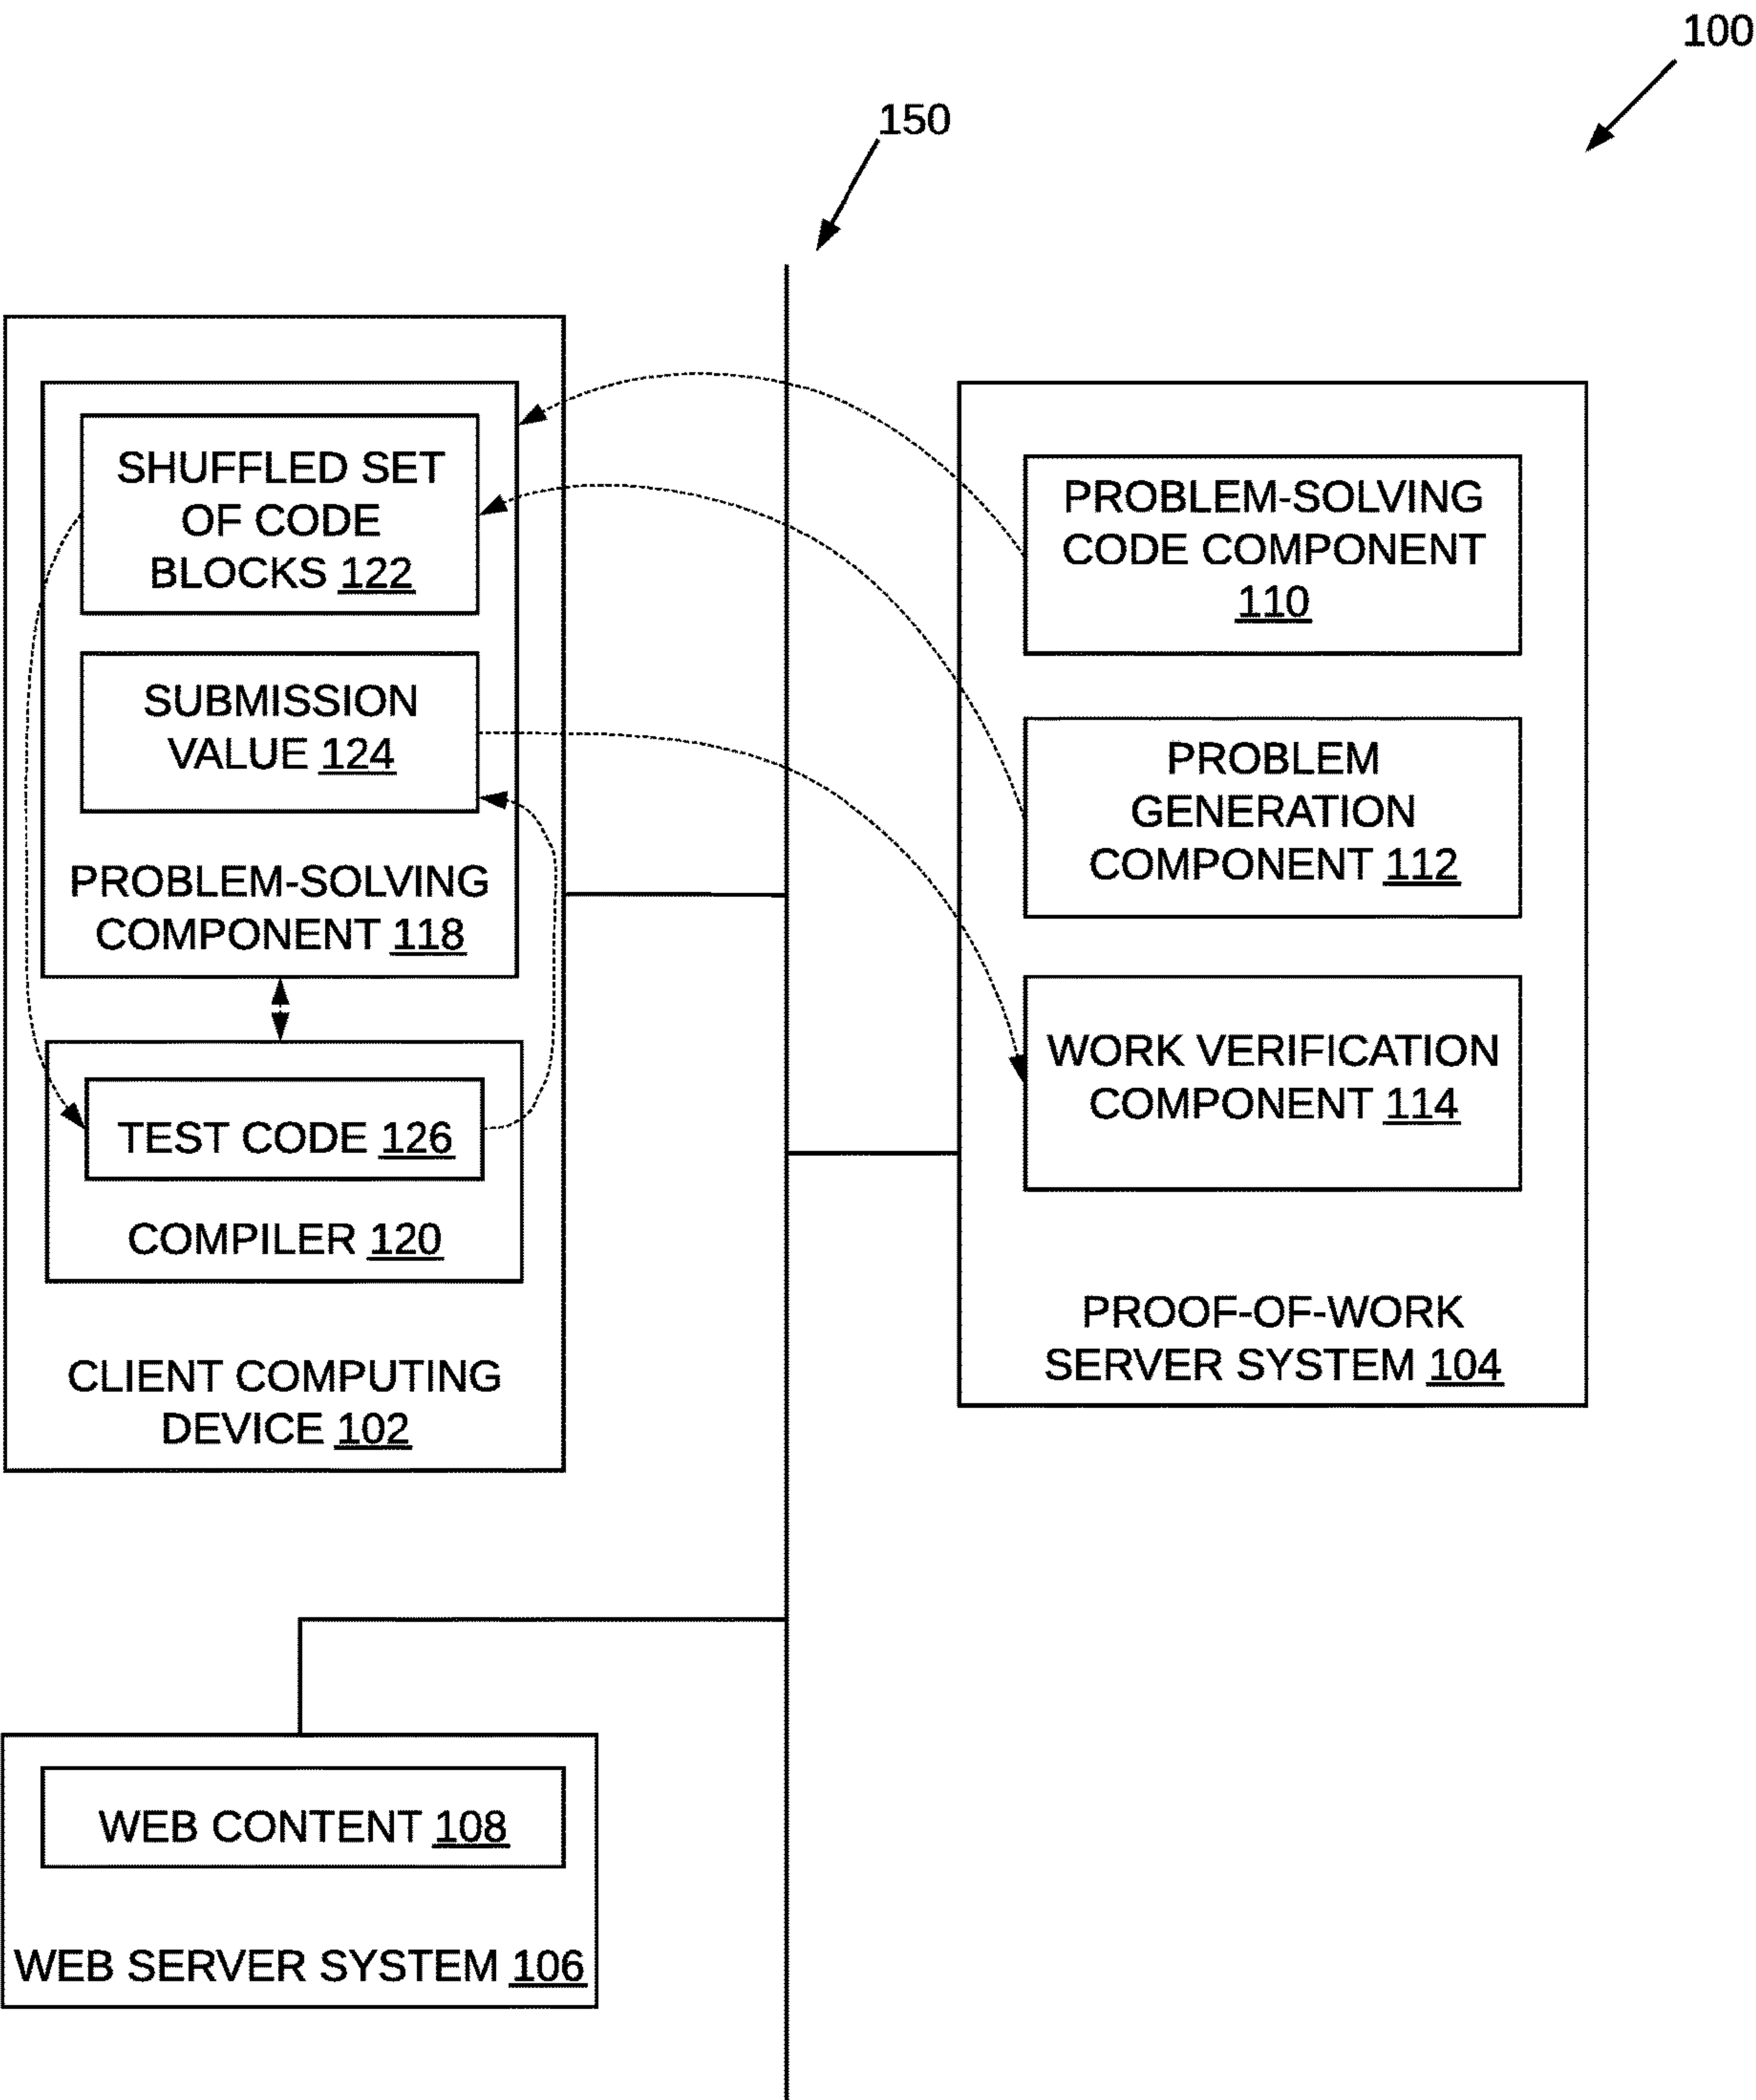 100
150
SHUFFLED SET
OF CODE
BLOCKS 122
SUBMISSION
VALUE 124
PROBLEM-SOLVING
COMPONENT 118
TEST CODE 126
COMPILER 120
CLIENT COMPUTING
DEVICE 102
PROBLEM-SOLVING
CODE COMPONENT
110
PROBLEM
GENERATION
COMPONENT 112
WORK VERIFICATION
COMPONENT 114
PROOF-OF-WORK
SERVER SYSTEM 104
WEB CONTENT 108
WEB SERVER SYSTEM 106